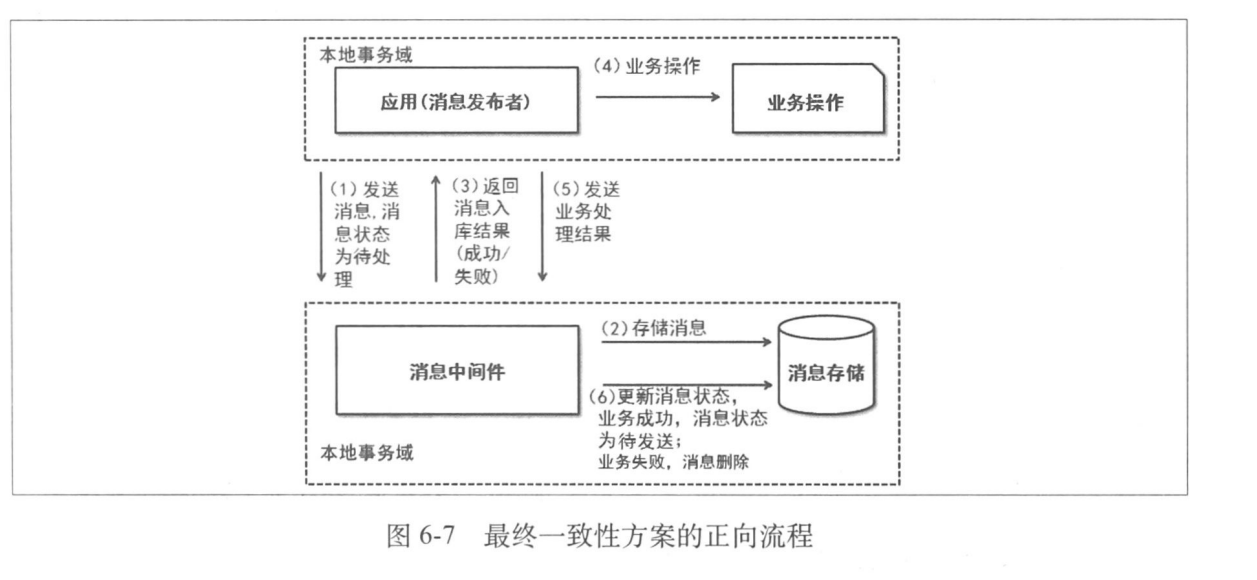 本地事务域
应用(消息发布者)
(4)业务操作
业务操作
(1)发送
消息,消
息状态
为待处
理
(3)返回
消息入
库结果
(成功/
失败)
(5)发送
业务处
理结果
消息中间件
(2)存储消息
消息存储
(6)更新消息状态,
业务成功, 消息状态
为待发送;
业务失败, 消息删除
本地事务域
图 6-7 最终一致性方案的正向流程